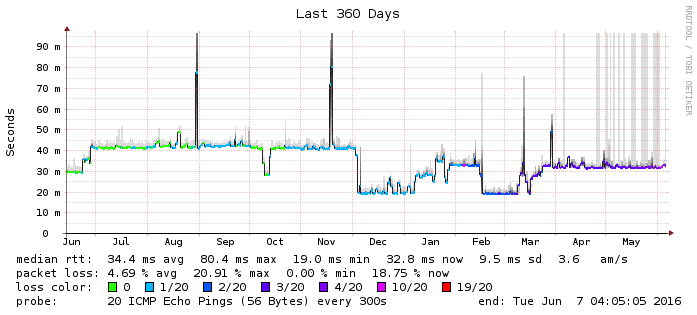 Last 360 Days
RRDTOOL / TOBI OETIKER
Seconds
90 m
80 m
70 m
60 m
50 m
40 m
30 m
20 m
10 m
0
Jun Jul Aug Sep Oct Nov Dec Jan Feb Mar Apr May
median rtt: 34.4 ms avg 80.4 ms max 19.0 ms min 32.8 ms now 9.5 ms sd 3.6 am/s
packet loss: 4.69 % avg 20.91 % max 0.00 % min 18.75 % now
loss color: 0 1/20 2/20 3/20 4/20 10/20 19/20
probe: 20 ICMP Echo Pings (56 Bytes) every 300s end: Tue Jun 7 04:05:05 2016